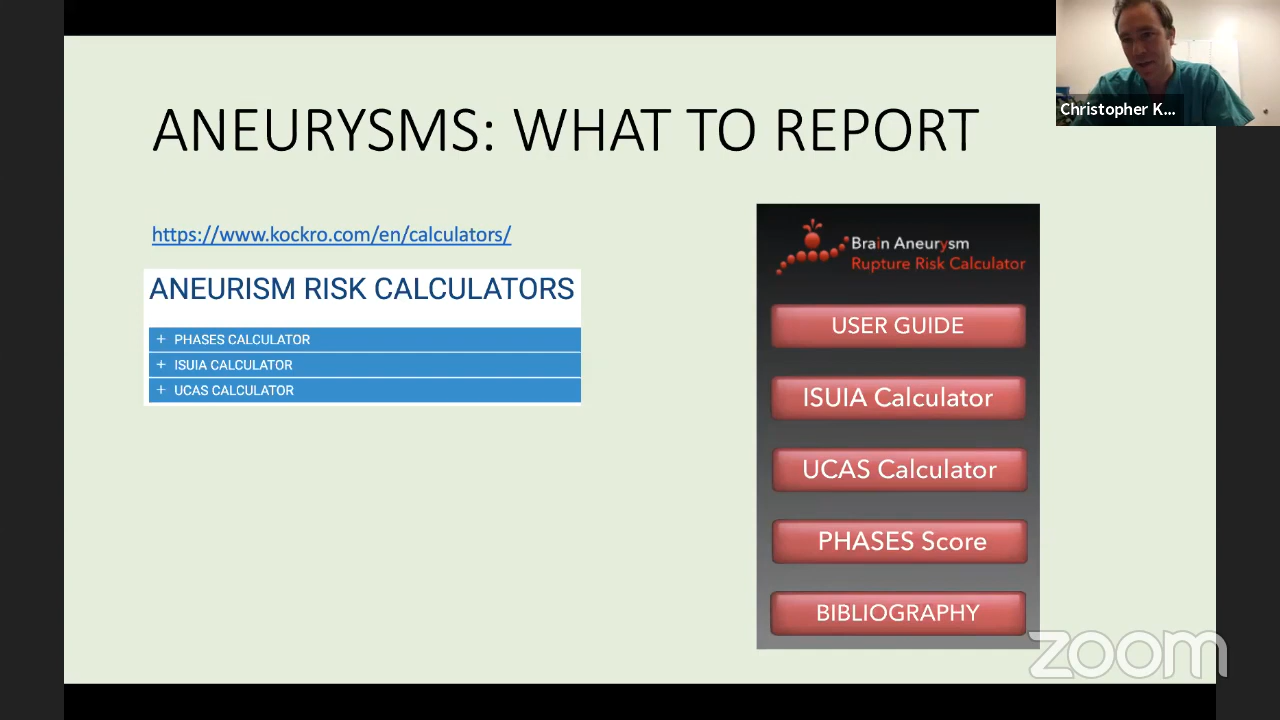 Christopher K...
ANEURYSMS: WHAT TO REPORT
https://www.kockro.com/en/calculators/
ANEURISM RISK CALCULATORS
+ PHASES CALCULATOR
+ ISUIA CALCULATOR
+ UCAS CALCULATOR
Brain Aneurysm
Rupture Risk Calculator
USER GUIDE
ISUIA Calculator
UCAS Calculator
PHASES Score
BIBLIOGRAPHY
zoom